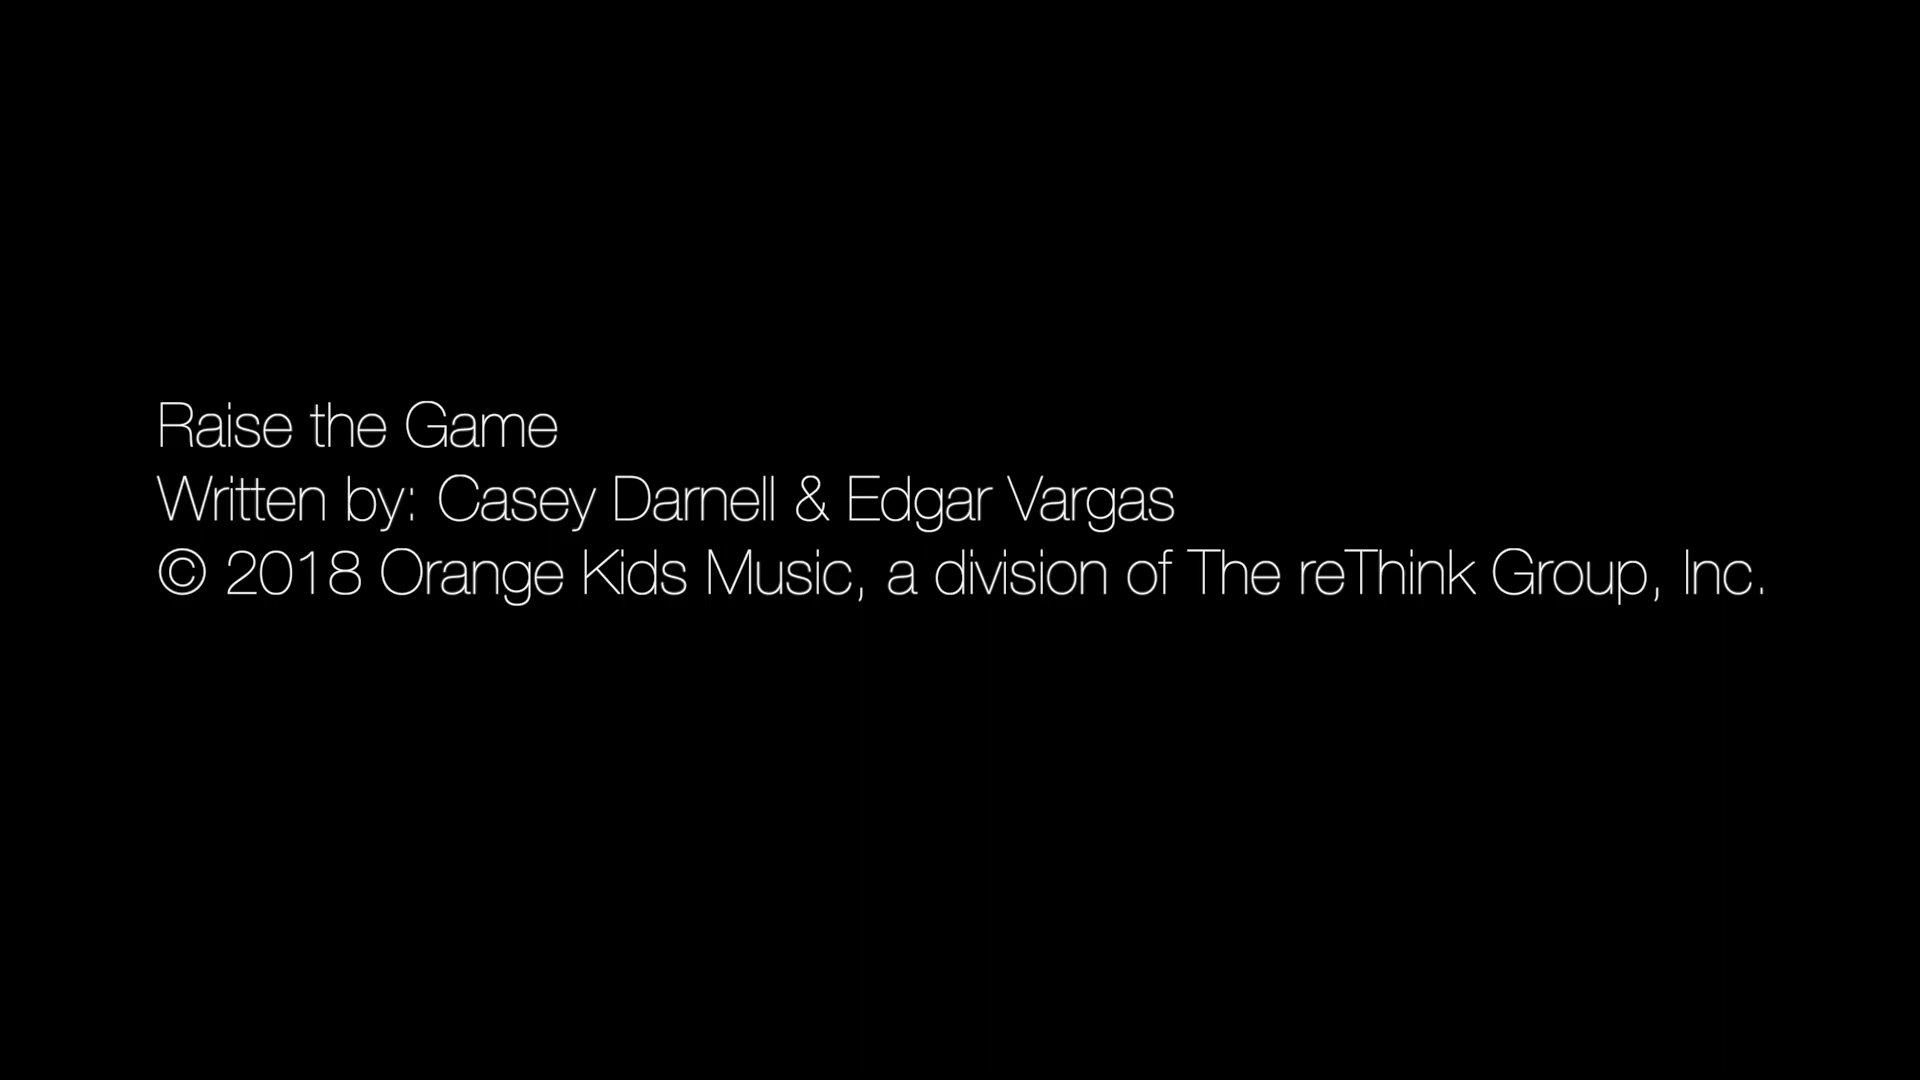 Raise the Game
Written by: Casey Darnell & Edgar Vargas
© 2018 Orange Kids Music, a division of The reThink Group, Inc.